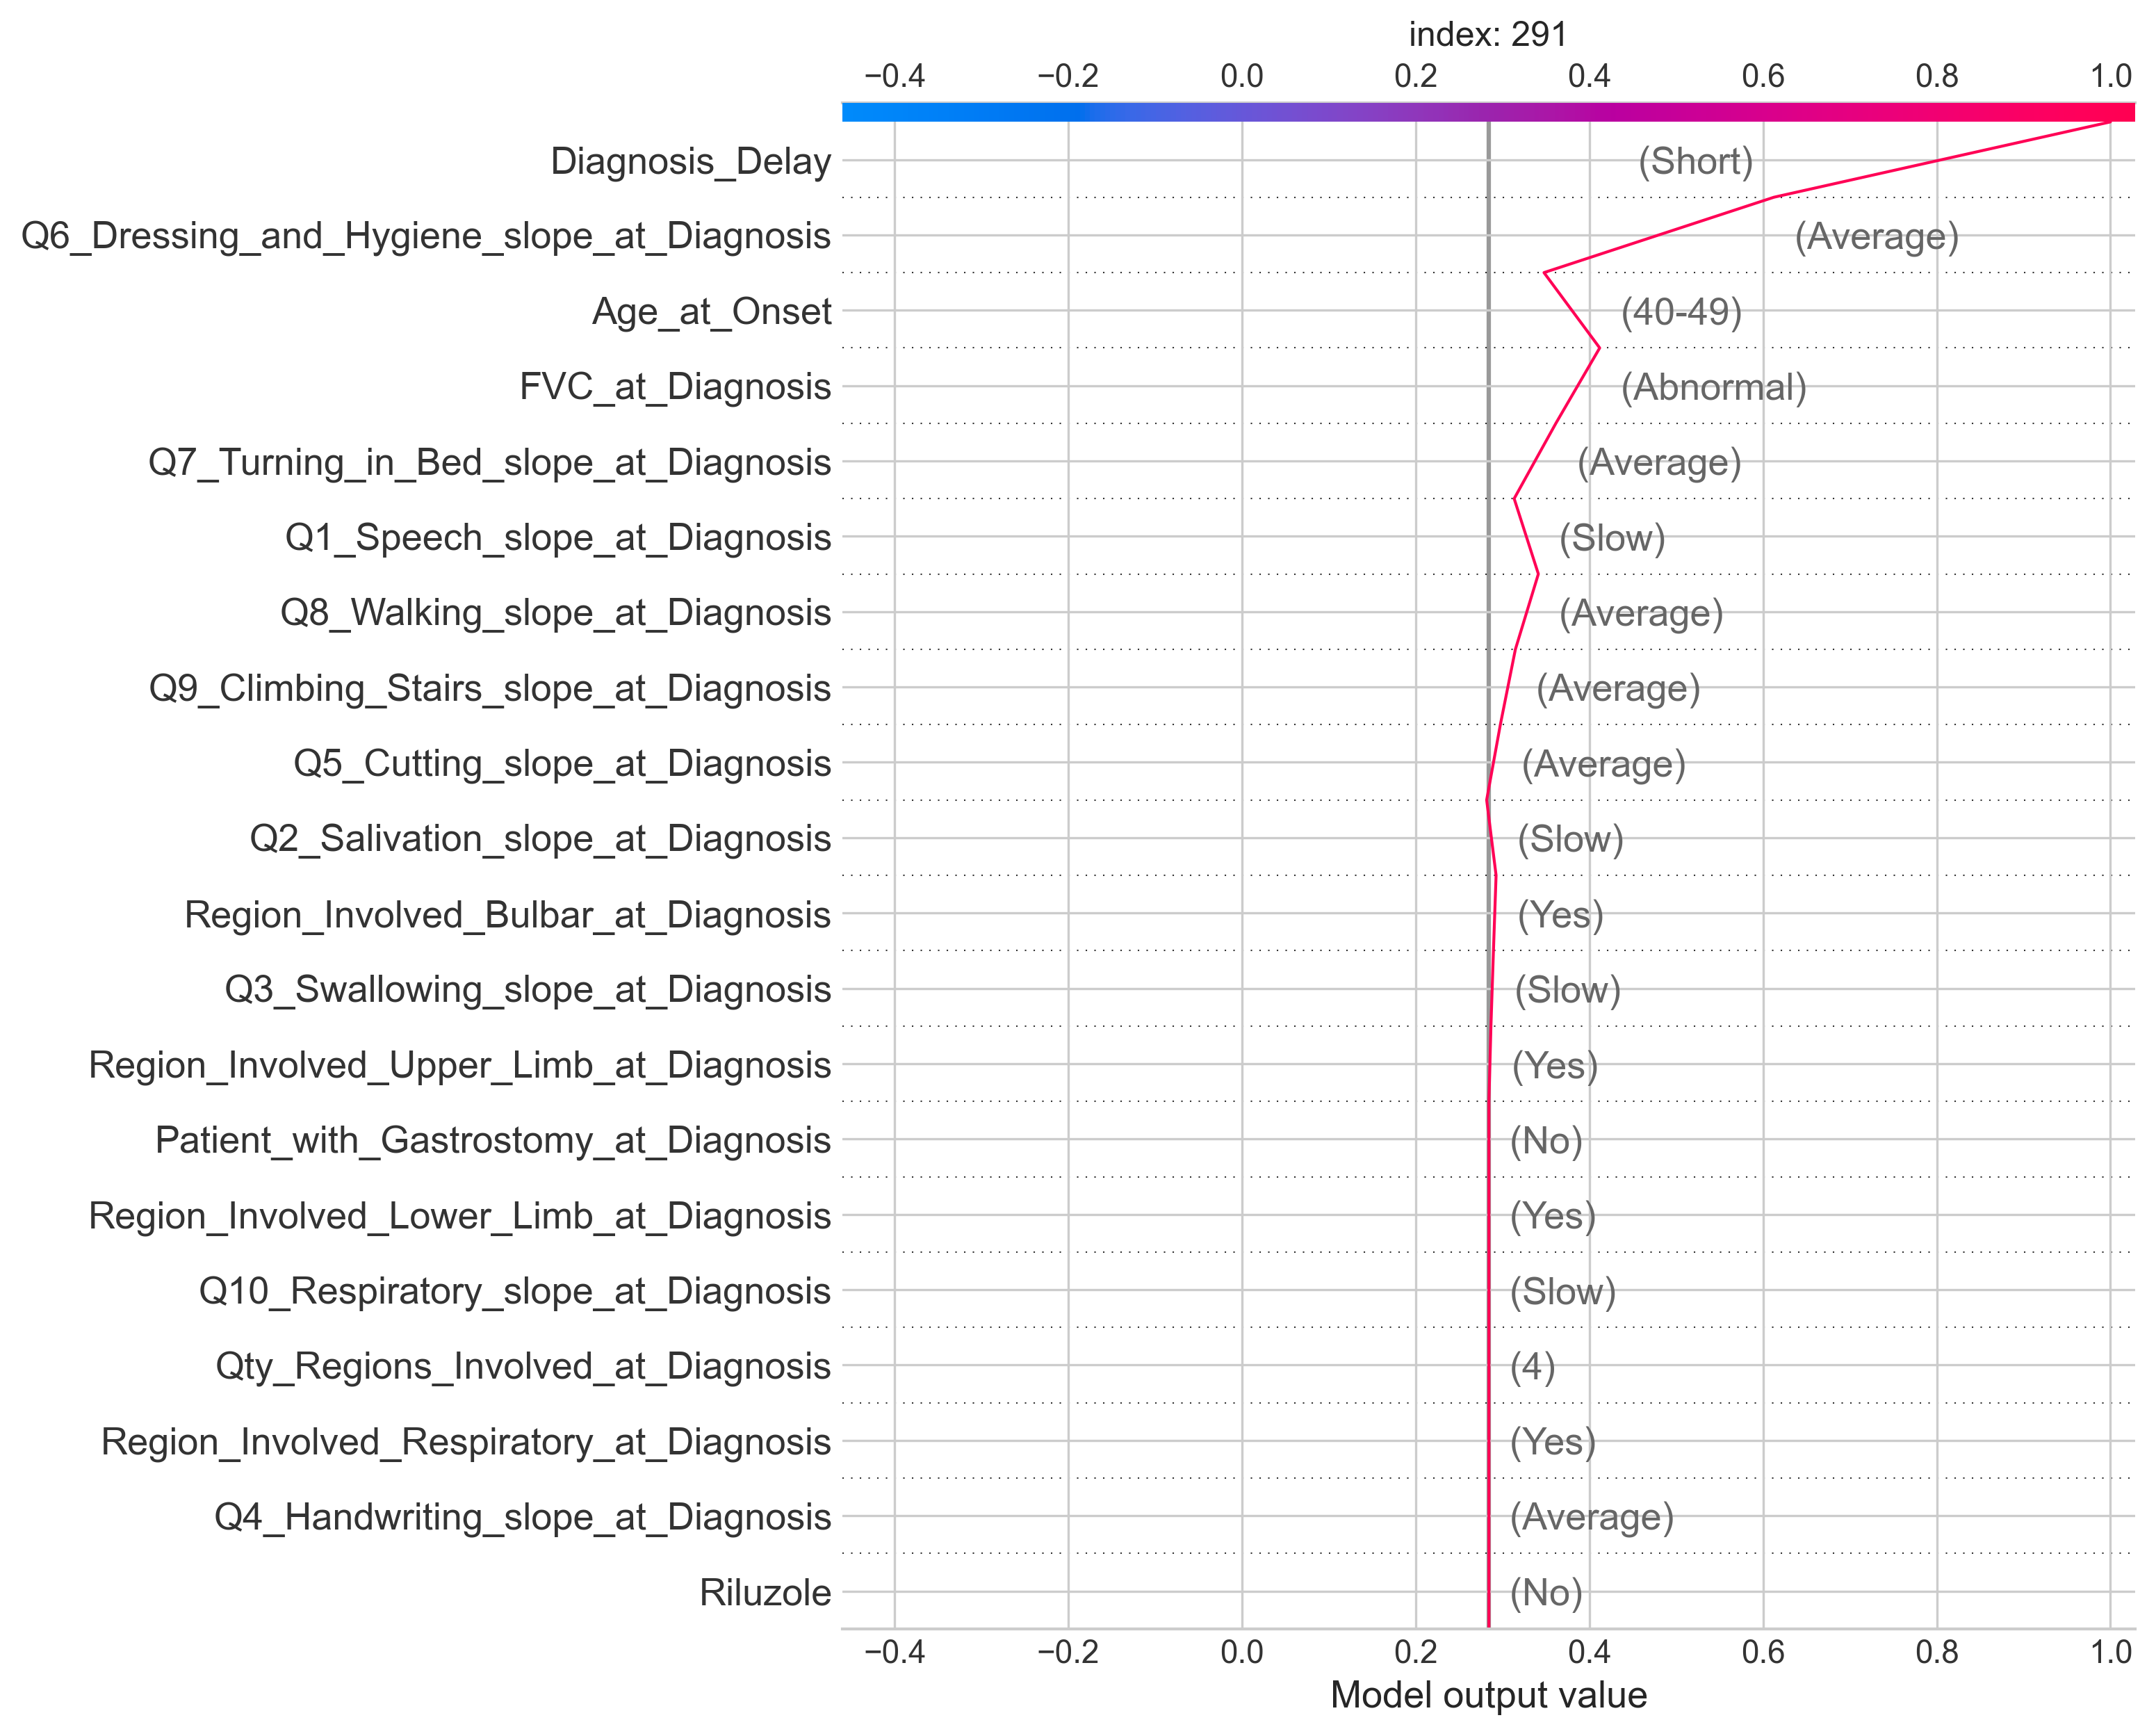 index: 291
−0.4 −0.2 0.0 0.2 0.4 0.6 0.8 1.0
Diagnosis_Delay (Short)
Q6_Dressing_and_Hygiene_slope_at_Diagnosis (Average)
Age_at_Onset (40-49)
FVC_at_Diagnosis (Abnormal)
Q7_Turning_in_Bed_slope_at_Diagnosis (Average)
Q1_Speech_slope_at_Diagnosis (Slow)
Q8_Walking_slope_at_Diagnosis (Average)
Q9_Climbing_Stairs_slope_at_Diagnosis (Average)
Q5_Cutting_slope_at_Diagnosis (Average)
Q2_Salivation_slope_at_Diagnosis (Slow)
Region_Involved_Bulbar_at_Diagnosis (Yes)
Q3_Swallowing_slope_at_Diagnosis (Slow)
Region_Involved_Upper_Limb_at_Diagnosis (Yes)
Patient_with_Gastrostomy_at_Diagnosis (No)
Region_Involved_Lower_Limb_at_Diagnosis (Yes)
Q10_Respiratory_slope_at_Diagnosis (Slow)
Qty_Regions_Involved_at_Diagnosis (4)
Region_Involved_Respiratory_at_Diagnosis (Yes)
Q4_Handwriting_slope_at_Diagnosis (Average)
Riluzole (No)
−0.4 −0.2 0.0 0.2 0.4 0.6 0.8 1.0
Model output value